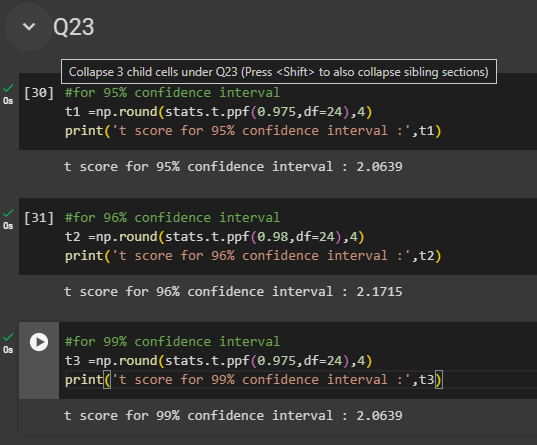 Q23
Collapse 3 child cells under Q23 (Press <Shift> to also collapse sibling sections)
0s
[30] #for 95% confidence interval
t1 =np.round(stats.t.ppf(0.975,df=24),4)
print('t score for 95% confidence interval :',t1)
t score for 95% confidence interval : 2.0639
0s
[31] #for 96% confidence interval
t2 =np.round(stats.t.ppf(0.98,df=24),4)
print('t score for 96% confidence interval :',t2)
t score for 96% confidence interval : 2.1715
0s
#for 99% confidence interval
t3 =np.round(stats.t.ppf(0.975,df=24),4)
print('t score for 99% confidence interval :',t3)
t score for 99% confidence interval : 2.0639